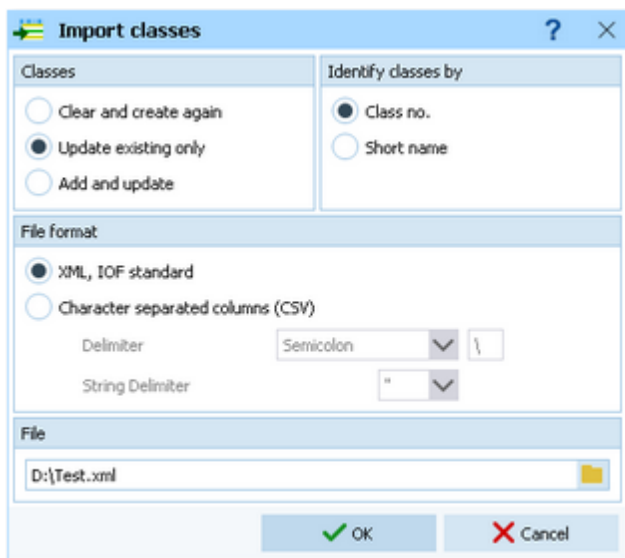 Import classes ?
Classes
Clear and create again
Update existing only
Add and update
Identify classes by
Class no.
Short name
File format
XML, IOF standard
Character separated columns (CSV)
Delimiter Semicolon \
String Delimiter "
File
D:\Test.xml
OK Cancel